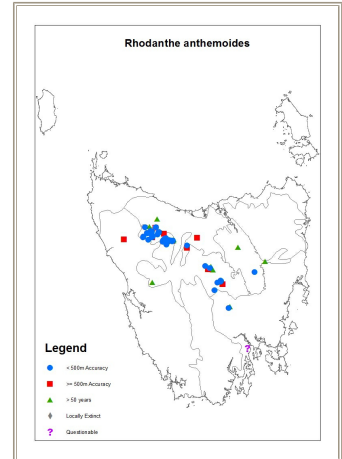 Rhodanthe anthemoides
?
Legend
< 500m Accuracy
>= 500m Accuracy
> 50 years
Locally Extinct
? Questionable